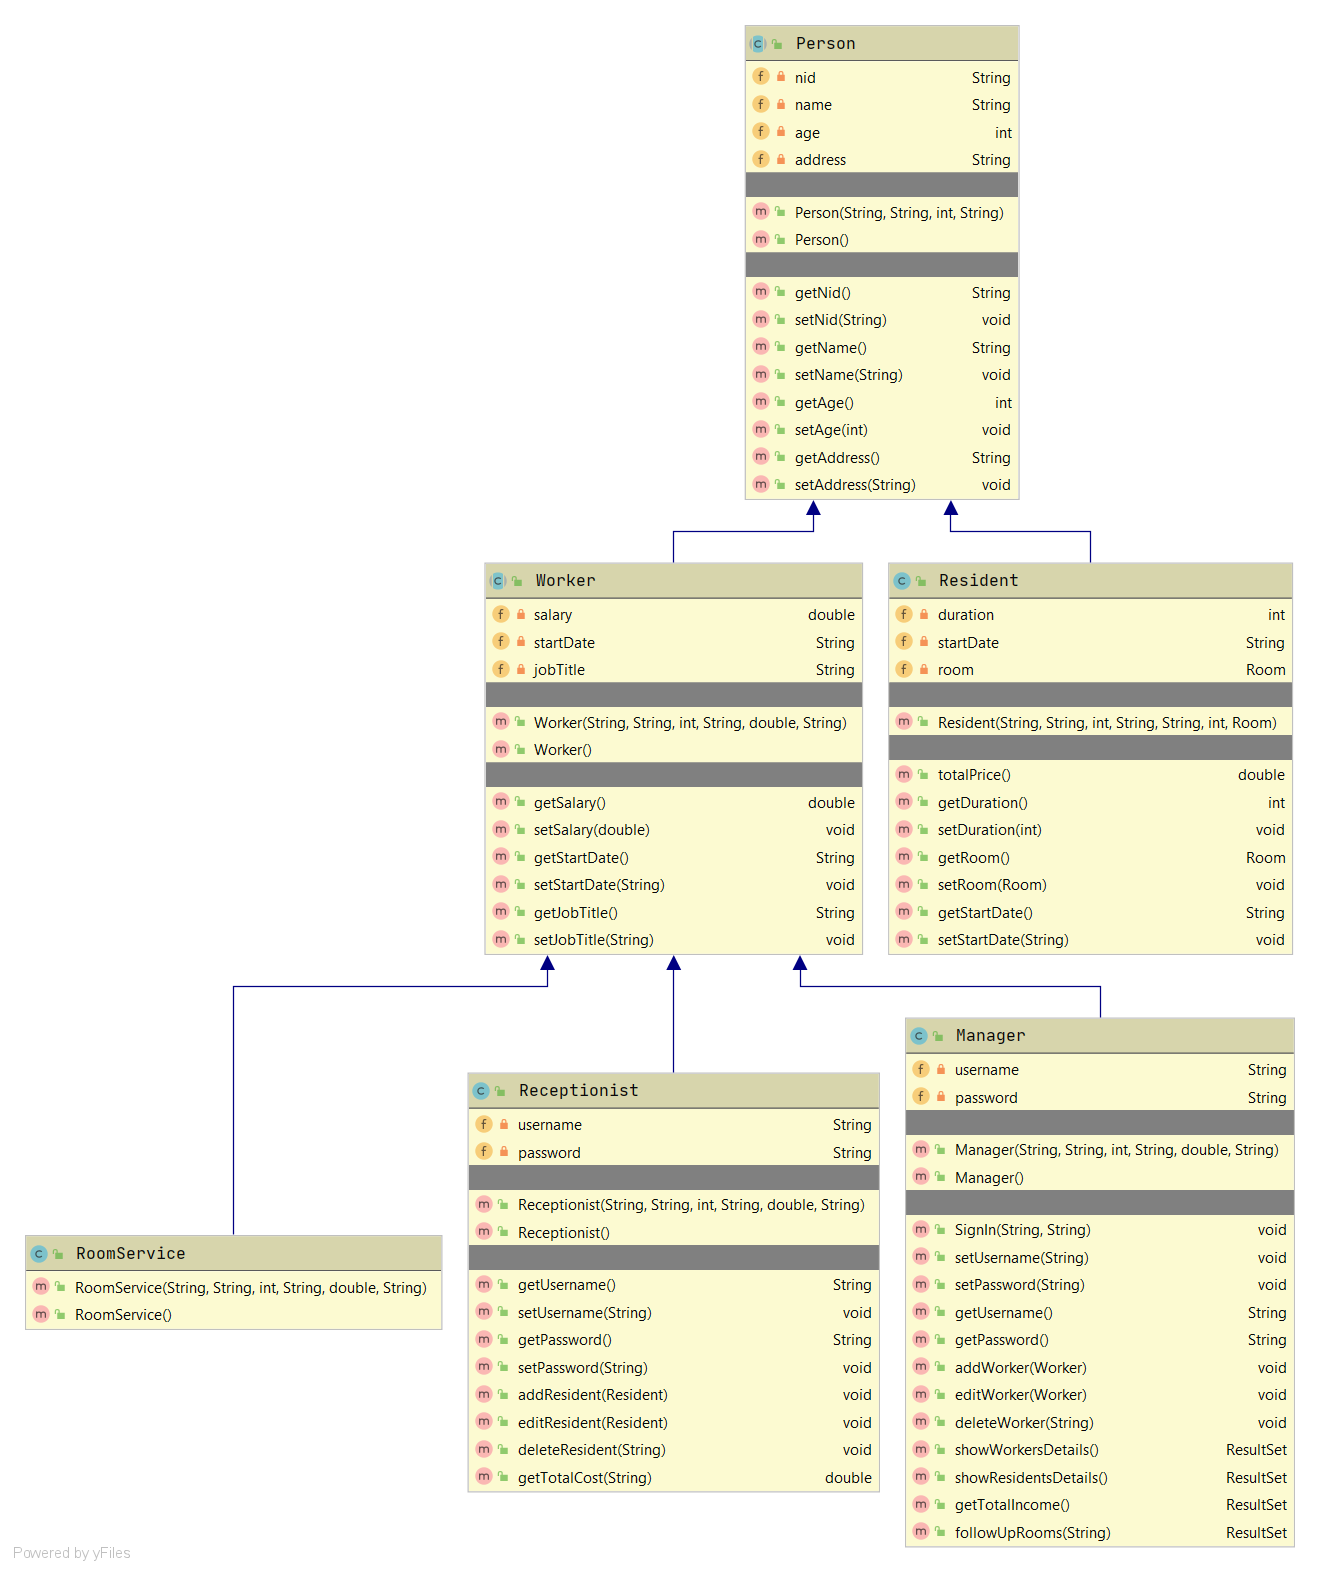 Person
nid String
name String
age int
address String
Person(String, String, int, String)
Person()
getNid() String
setNid(String) void
getName() String
setName(String) void
getAge() int
setAge(int) void
getAddress() String
setAddress(String) void
Worker
salary double
startDate String
jobTitle String
Worker(String, String, int, String, double, String)
Worker()
getSalary() double
setSalary(double) void
getStartDate() String
setStartDate(String) void
getJobTitle() String
setJobTitle(String) void
Resident
duration int
startDate String
room Room
Resident(String, String, int, String, String, int, Room)
totalPrice() double
getDuration() int
setDuration(int) void
getRoom() Room
setRoom(Room) void
getStartDate() String
setStartDate(String) void
RoomService
RoomService(String, String, int, String, double, String)
RoomService()
Receptionist
username String
password String
Receptionist(String, String, int, String, double, String)
Receptionist()
getUsername() String
setUsername(String) void
getPassword() String
setPassword(String) void
addResident(Resident) void
editResident(Resident) void
deleteResident(String) void
getTotalCost(String) double
Manager
username String
password String
Manager(String, String, int, String, double, String)
Manager()
SignIn(String, String) void
setUsername(String) void
setPassword(String) void
getUsername() String
getPassword() String
addWorker(Worker) void
editWorker(Worker) void
deleteWorker(String) void
showWorkersDetails() ResultSet
showResidentsDetails() ResultSet
getTotalIncome() ResultSet
followUpRooms(String) ResultSet
Powered by yFiles